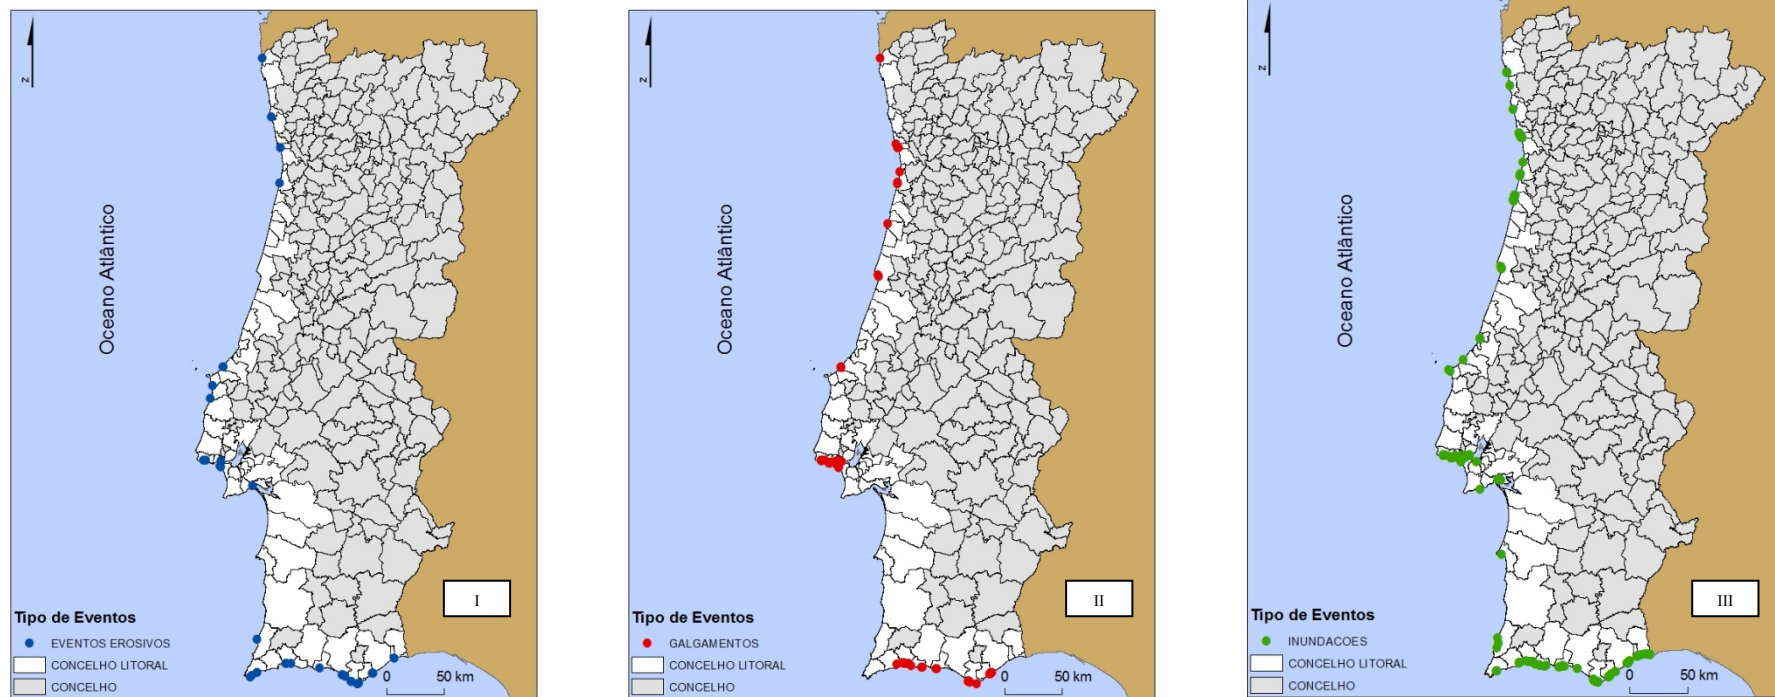 z
Oceano Atlântico
I
Tipo de Eventos
EVENTOS EROSIVOS
CONCELHO LITORAL
CONCELHO
0 50 km
z
Oceano Atlântico
II
Tipo de Eventos
GALGAMENTOS
CONCELHO LITORAL
CONCELHO
0 50 km
z
Oceano Atlântico
III
Tipo de Eventos
INUNDACOES
CONCELHO LITORAL
CONCELHO
0 50 km